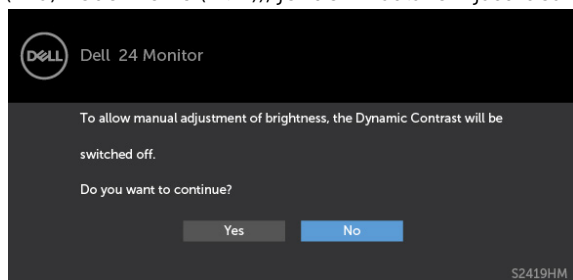 DELL
Dell 24 Monitor
To allow manual adjustment of brightness, the Dynamic Contrast will be
switched off.
Do you want to continue?
Yes
No
S2419HM